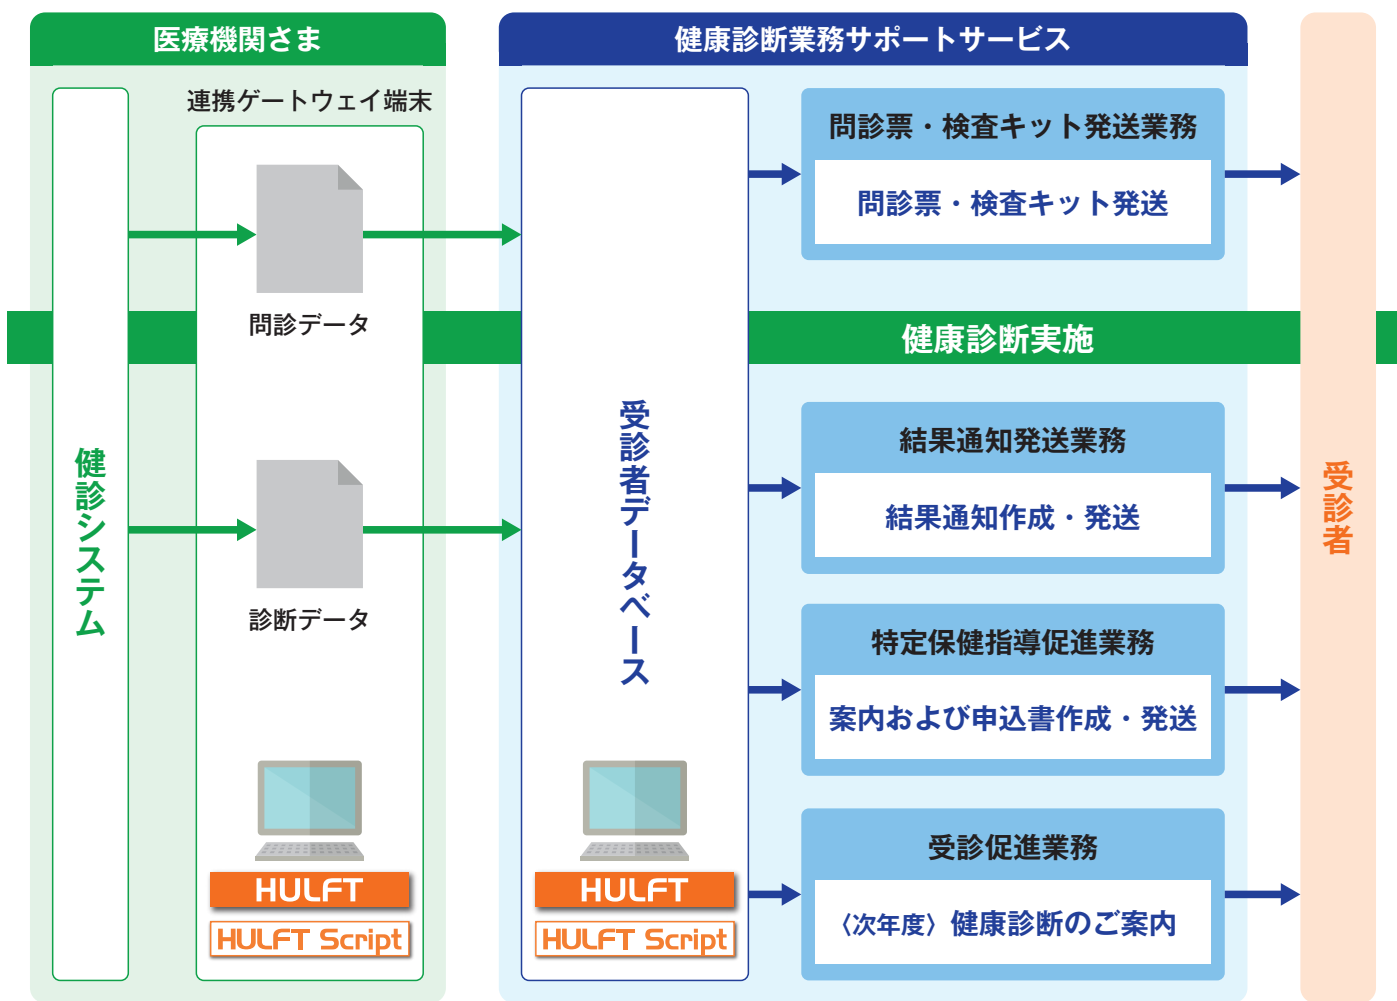 医療機関さま
健康診断業務サポートサービス
連携ゲートウェイ端末
健診システム
問診データ
診断データ
HULFT
HULFT Script
受診者データベース
HULFT
HULFT Script
問診票・検査キット発送業務
問診票・検査キット発送
健康診断実施
結果通知発送業務
結果通知作成・発送
特定保健指導促進業務
案内および申込書作成・発送
受診促進業務
〈次年度〉健康診断のご案内
受診者